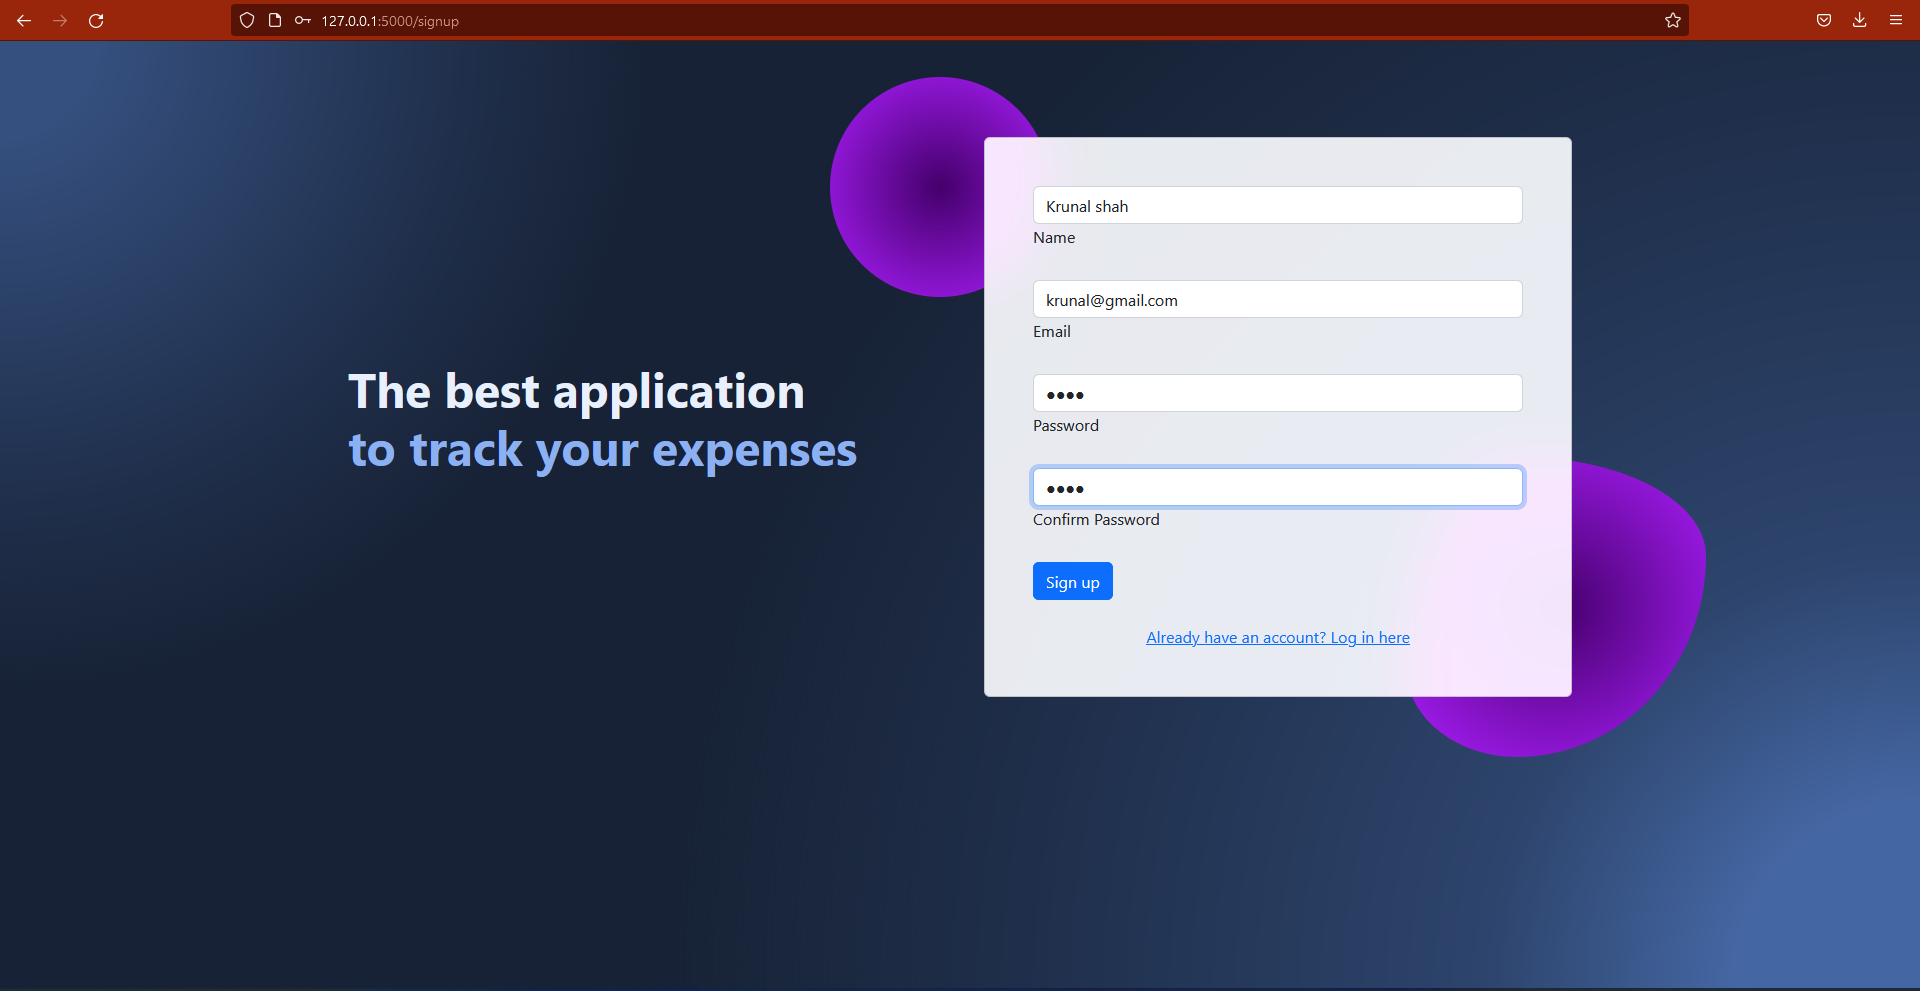 127.0.0.1:5000/signup
The best application
to track your expenses
Krunal shah
Name
krunal@gmail.com
Email
••••
Password
••••
Confirm Password
Sign up
Already have an account? Log in here